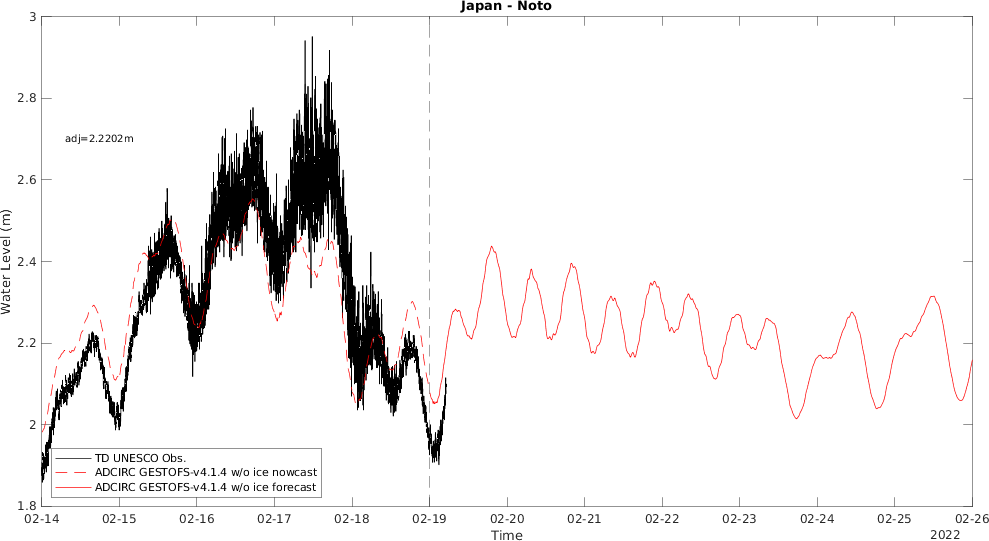 Japan - Noto
3
2.8
2.6
2.4
2.2
2
1.8
Water Level (m)
adj=2.2202m
TD UNESCO Obs.
ADCIRC GESTOFS-v4.1.4 w/o ice nowcast
ADCIRC GESTOFS-v4.1.4 w/o ice forecast
02-14 02-15 02-16 02-17 02-18 02-19 02-20 02-21 02-22 02-23 02-24 02-25 02-26
Time
2022